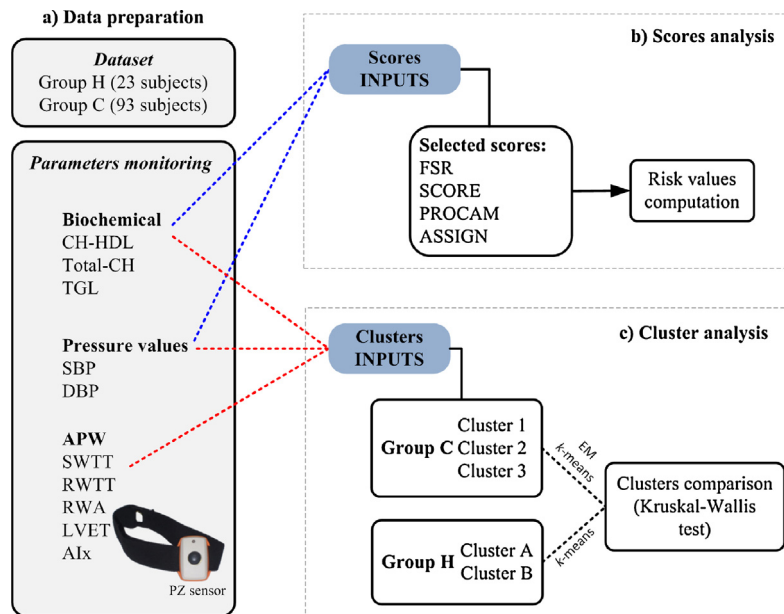 a) Data preparation
Dataset
Group H (23 subjects)
Group C (93 subjects)
Parameters monitoring
Biochemical
CH-HDL
Total-CH
TGL
Pressure values
SBP
DBP
APW
SWTT
RWTT
RWA
LVET
AIx
PZ sensor
b) Scores analysis
Scores
INPUTS
Selected scores:
FSR
SCORE
PROCAM
ASSIGN
Risk values
computation
c) Cluster analysis
Clusters
INPUTS
Group C
Cluster 1
Cluster 2
Cluster 3
Group H
Cluster A
Cluster B
EM
k-means
k-means
Clusters comparison
(Kruskal-Wallis
test)